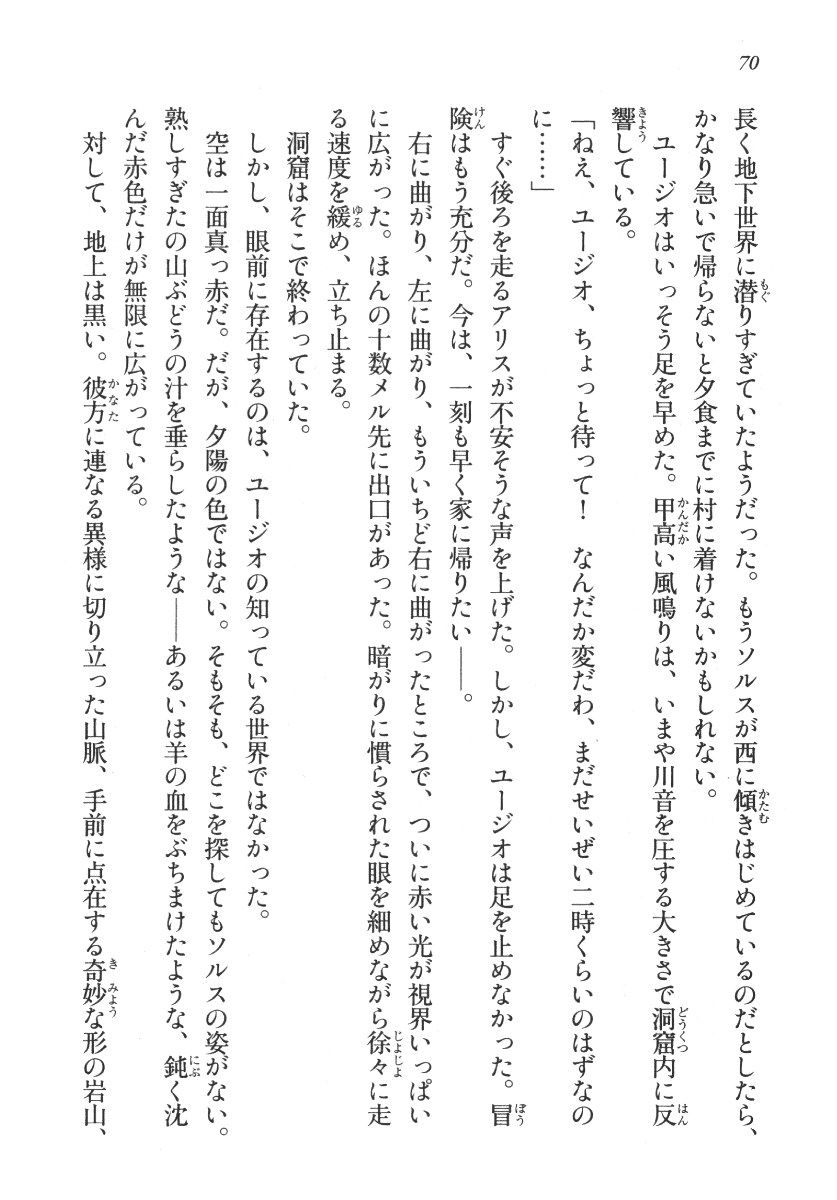 70
長く地下世界に潜りすぎていたようだった。もうソルスが西に傾きはじめているのだとしたら、
かなり急いで帰らないと夕食までに村に着けないかもしれない。
　ユージオはいっそう足を早めた。甲高い風鳴りは、いまや川音を圧する大きさで洞窟内に反
響している。
「ねえ、ユージオ、ちょっと待って！　なんだか変だわ、まだせいぜい二時くらいのはずなの
に……」
　すぐ後ろを走るアリスが不安そうな声を上げた。しかし、ユージオは足を止めなかった。冒
険はもう充分だ。今は、一刻も早く家に帰りたい――。
　右に曲がり、左に曲がり、もういちど右に曲がったところで、ついに赤い光が視界いっぱい
に広がった。ほんの十数メル先に出口があった。暗がりに慣らされた眼を細めながら徐々に走
る速度を緩め、立ち止まる。
　洞窟はそこで終わっていた。
　しかし、眼前に存在するのは、ユージオの知っている世界ではなかった。
　空は一面真っ赤だ。だが、夕陽の色ではない。そもそも、どこを探してもソルスの姿がない。
熟しすぎたの山ぶどうの汁を垂らしたような――あるいは羊の血をぶちまけたような、鈍く沈
んだ赤色だけが無限に広がっている。
　対して、地上は黒い。彼方に連なる異様に切り立った山脈、手前に点在する奇妙な形の岩山、